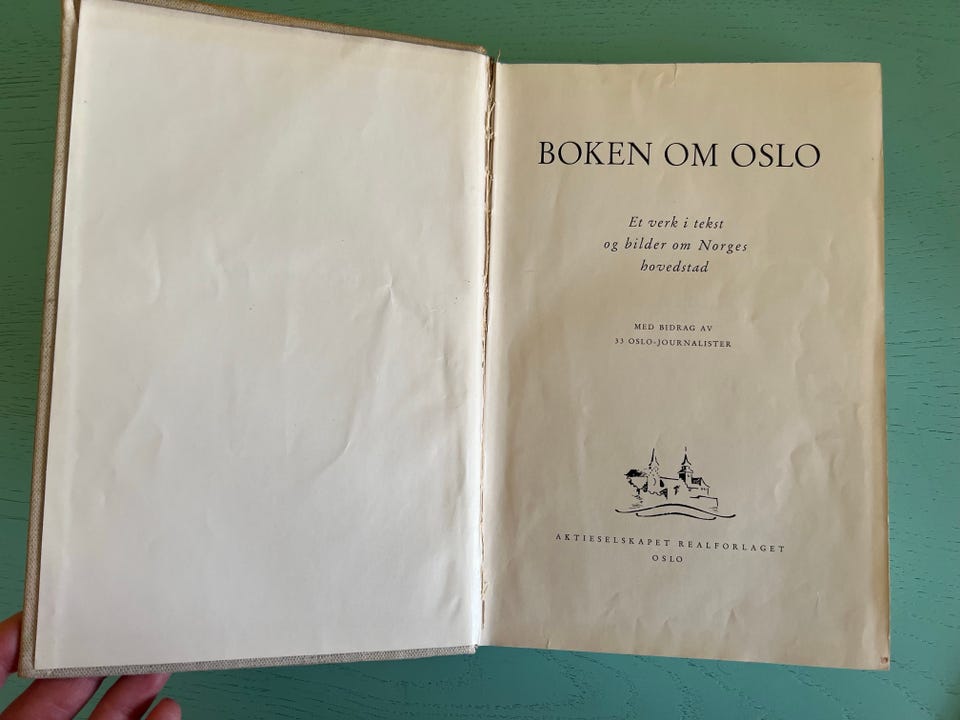 BOKEN OM OSLO
Et verk i tekst
og bilder om Norges
hovedstad
MED BIDRAG AV
33 OSLO-JOURNALISTER
AKTIESELSKAPET REALFORLAGET
OSLO